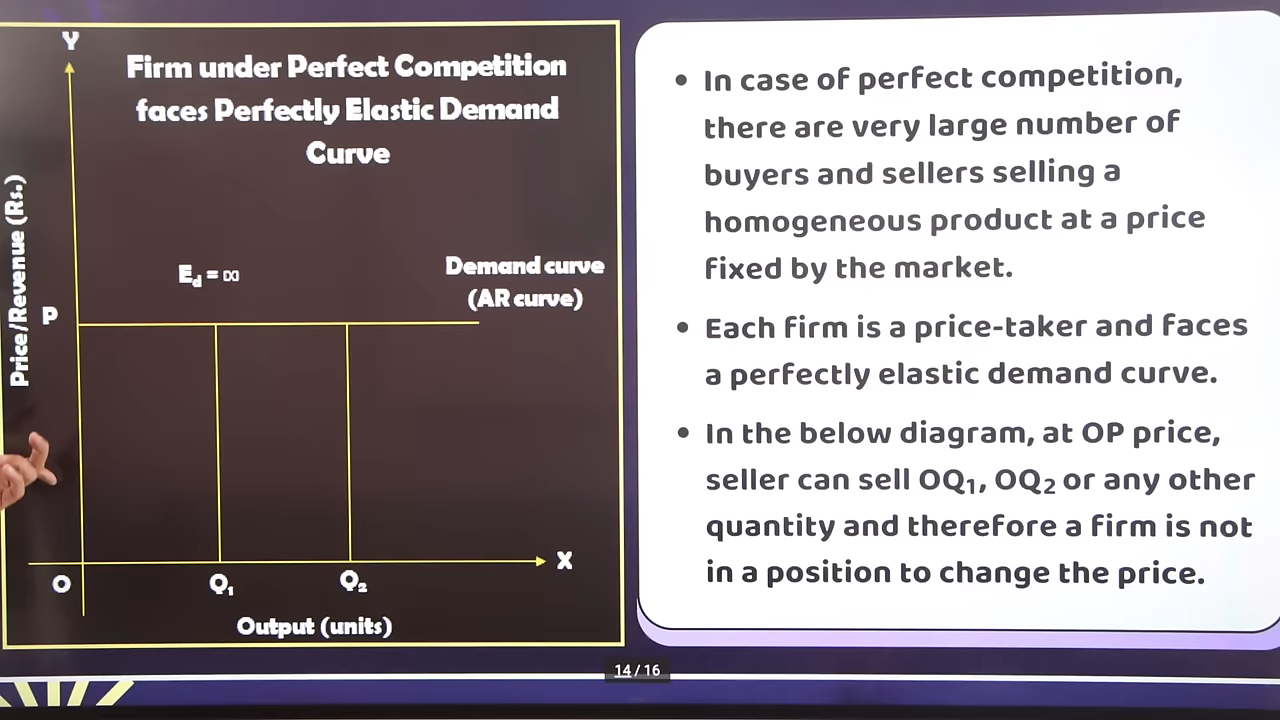 Y
Firm under Perfect Competition
faces Perfectly Elastic Demand
Curve
Price/Revenue (Rs.)
E_d = ∞
Demand curve
(AR curve)
P
O
Q₁
Q₂
X
Output (units)
• In case of perfect competition,
there are very large number of
buyers and sellers selling a
homogeneous product at a price
fixed by the market.
• Each firm is a price-taker and faces
a perfectly elastic demand curve.
• In the below diagram, at OP price,
seller can sell OQ₁, OQ₂ or any other
quantity and therefore a firm is not
in a position to change the price.
14 / 16